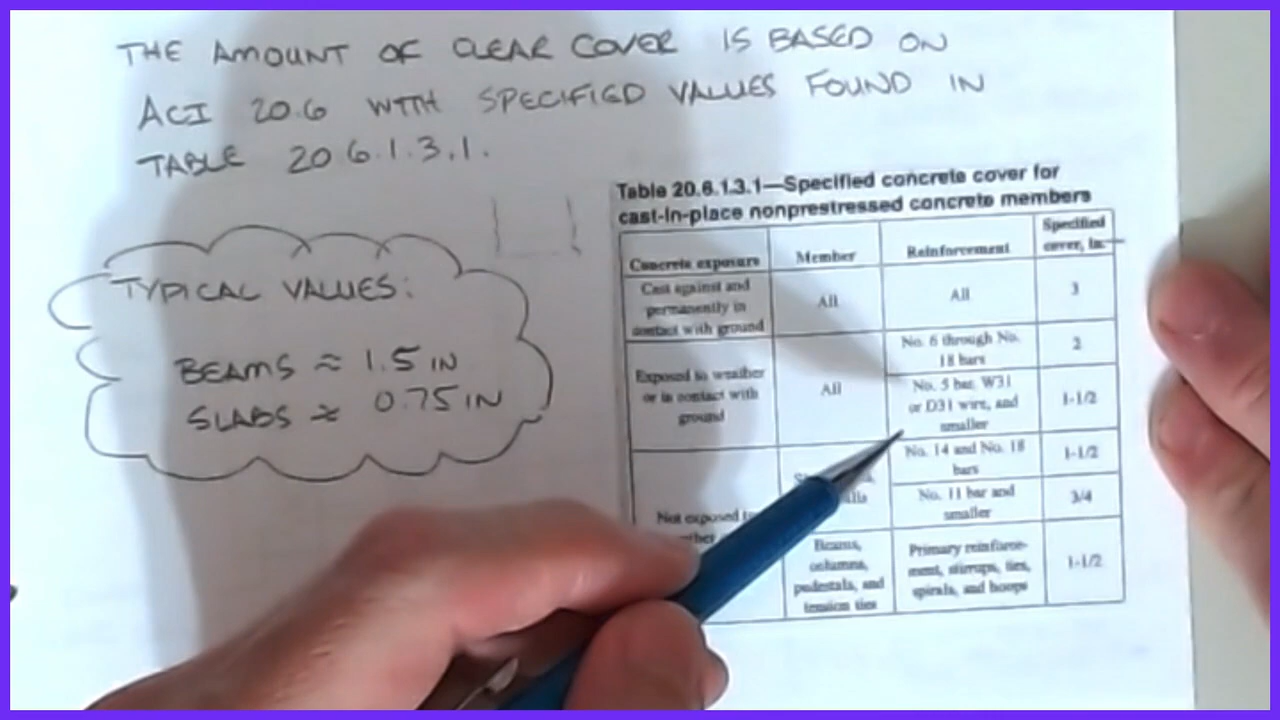 THE AMOUNT OF CLEAR COVER IS BASED ON
ACI 20.6 WITH SPECIFIED VALUES FOUND IN
TABLE 20.6.1.3.1.
Table 20.6.1.3.1—Specified concrete cover for
cast-in-place nonprestressed concrete members
Concrete exposure
Member
Reinforcement
Specified
cover, in.
Cast against and
permanently in
contact with ground
All
All
3
Exposed to weather
or in contact with
ground
All
No. 6 through No.
18 bars
2
No. 5 bar, W31
or D31 wire, and
smaller
1-1/2
Not exposed
No. 14 and No. 18
bars
1-1/2
No. 11 bar and
smaller
3/4
Beams,
columns,
pedestals, and
tension ties
Primary reinforce-
ment, stirrups, ties,
spirals, and hoops
1-1/2
TYPICAL VALUES:
BEAMS ≈ 1.5 IN
SLABS ≈ 0.75 IN